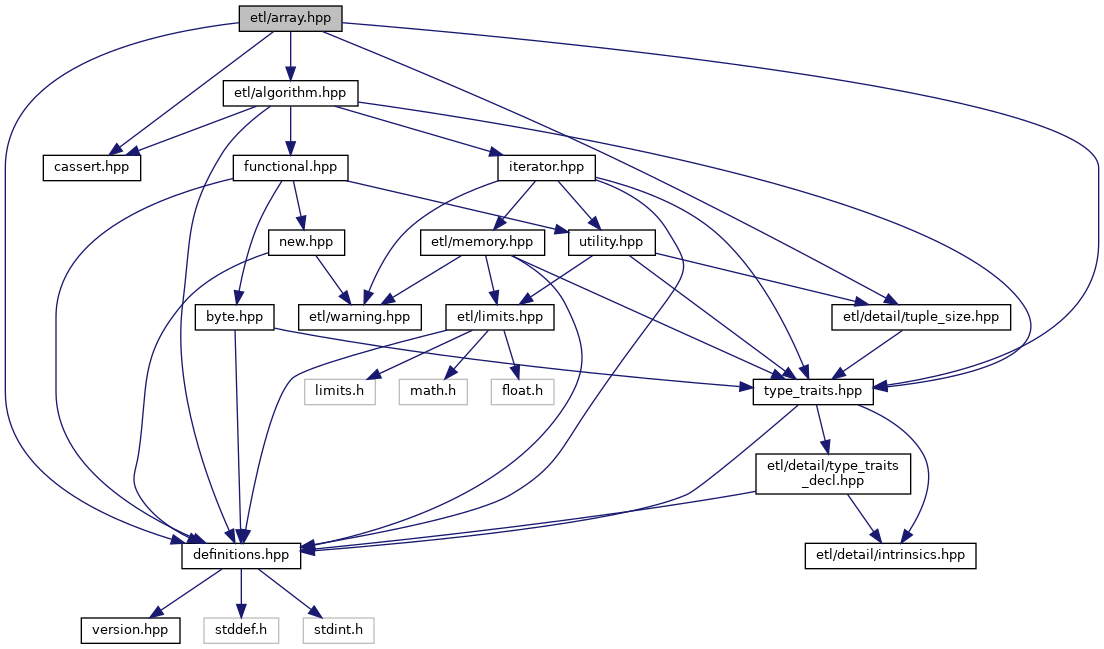 etl/array.hpp
etl/algorithm.hpp
cassert.hpp
functional.hpp
iterator.hpp
new.hpp
etl/memory.hpp
utility.hpp
byte.hpp
etl/warning.hpp
etl/limits.hpp
etl/detail/tuple_size.hpp
limits.h
math.h
float.h
type_traits.hpp
etl/detail/type_traits
_decl.hpp
definitions.hpp
etl/detail/intrinsics.hpp
version.hpp
stddef.h
stdint.h